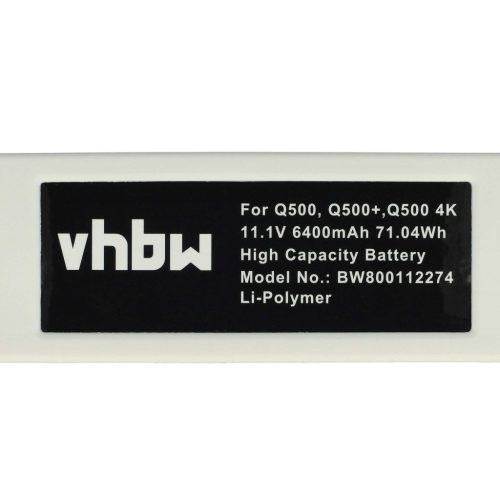 vhbw
For Q500, Q500+,Q500 4K
11.1V 6400mAh 71.04Wh
High Capacity Battery
Model No.: BW800112274
Li-Polymer